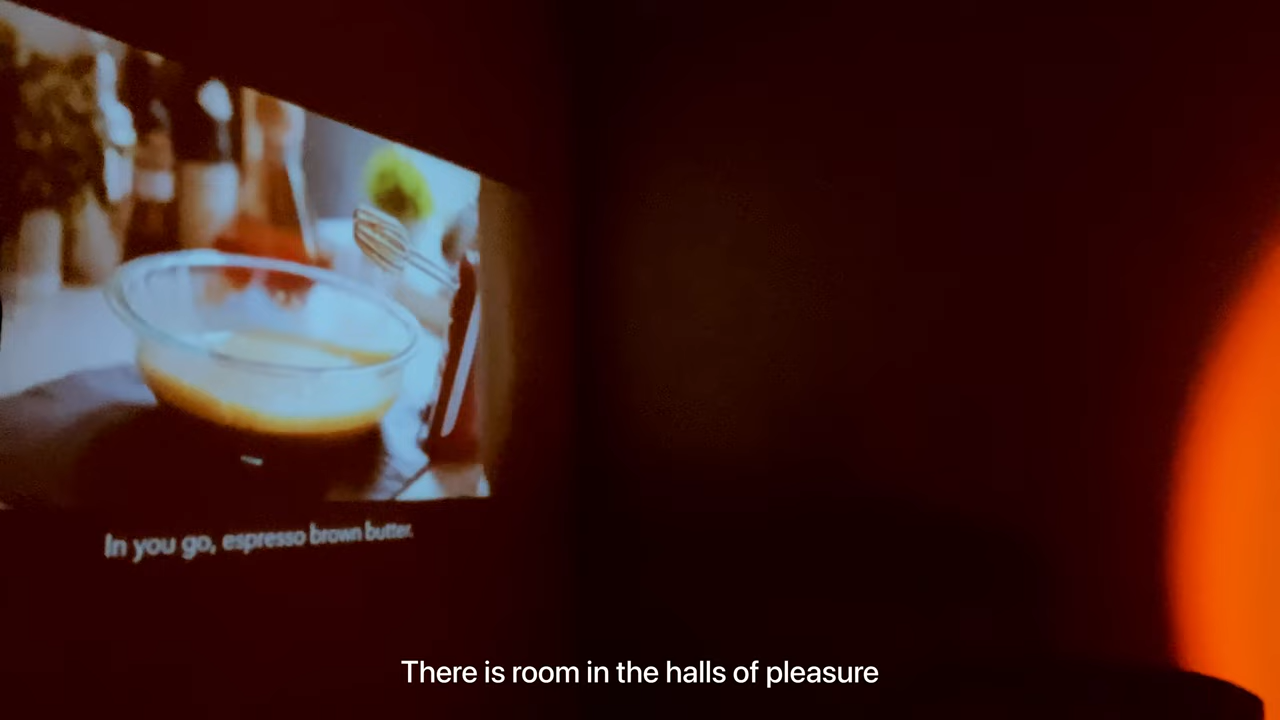 In you go, espresso brown butter.
There is room in the halls of pleasure